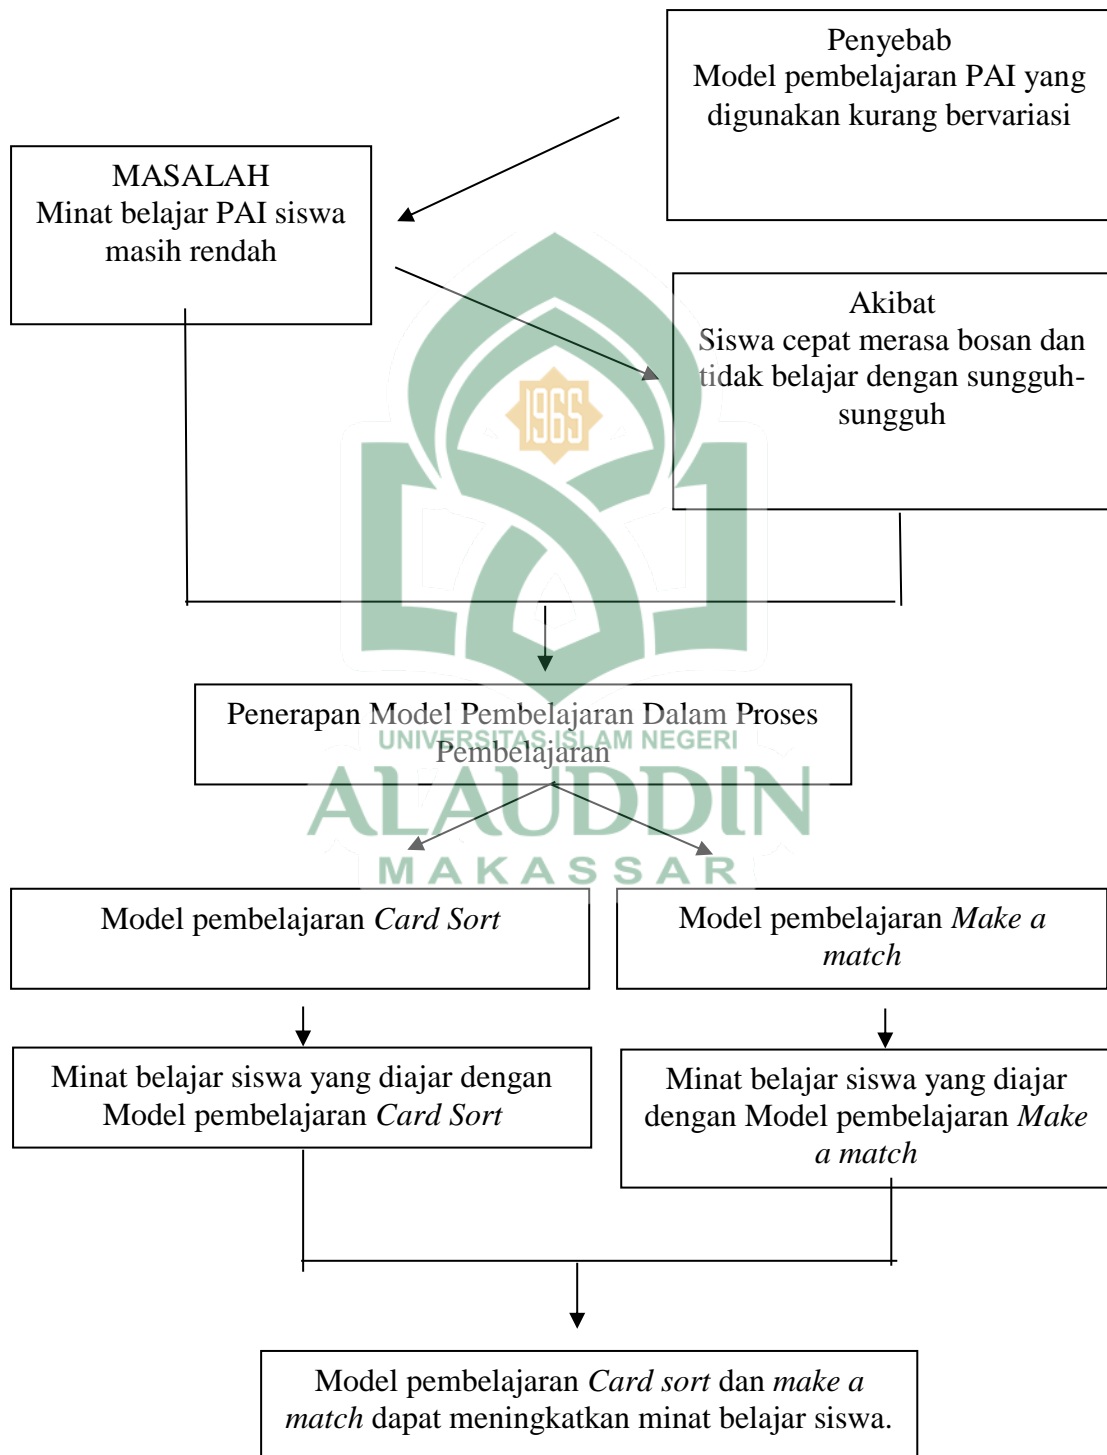 Penyebab
Model pembelajaran PAI yang
digunakan kurang bervariasi
MASALAH
Minat belajar PAI siswa
masih rendah
Akibat
Siswa cepat merasa bosan dan
tidak belajar dengan sungguh-
sungguh
1965
Penerapan Model Pembelajaran Dalam Proses
Pembelajaran
UNIVERSITAS ISLAM NEGERI
ALAUDDIN
MAKASSAR
Model pembelajaran Card Sort
Model pembelajaran Make a
match
Minat belajar siswa yang diajar dengan
Model pembelajaran Card Sort
Minat belajar siswa yang diajar
dengan Model pembelajaran Make
a match
Model pembelajaran Card sort dan make a
match dapat meningkatkan minat belajar siswa.